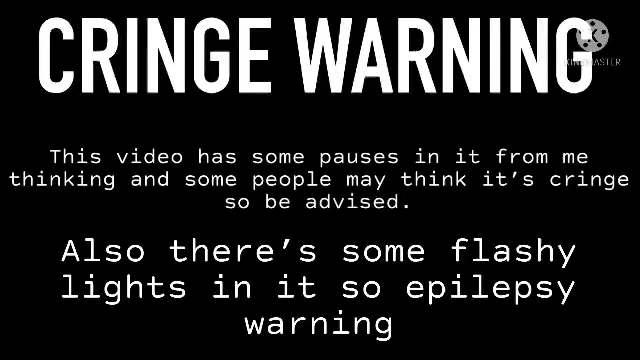 CRINGE WARNING
KINEMASTER
This video has some pauses in it from me
thinking and some people may think it’s cringe
so be advised.
Also there’s some flashy
lights in it so epilepsy
warning